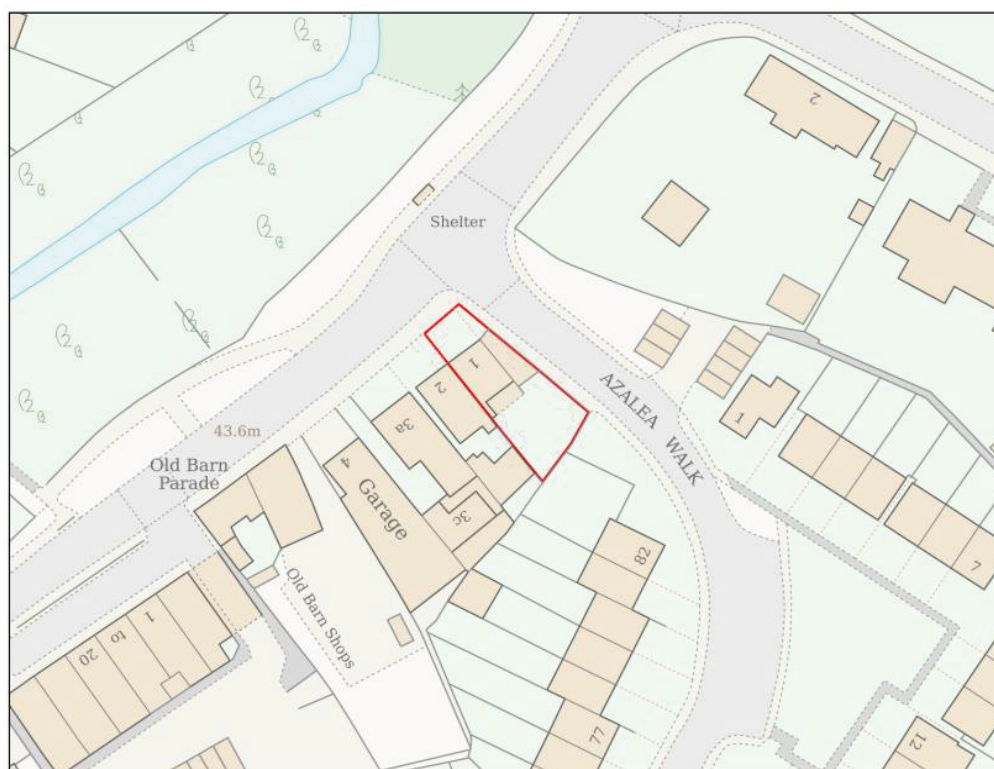 2
Shelter
1
1
2
AZALEA WALK
3a
43.6m
Old Barn
Parade
4
Garage
3c
82
7
Old Barn Shops
1 to 20
77
12